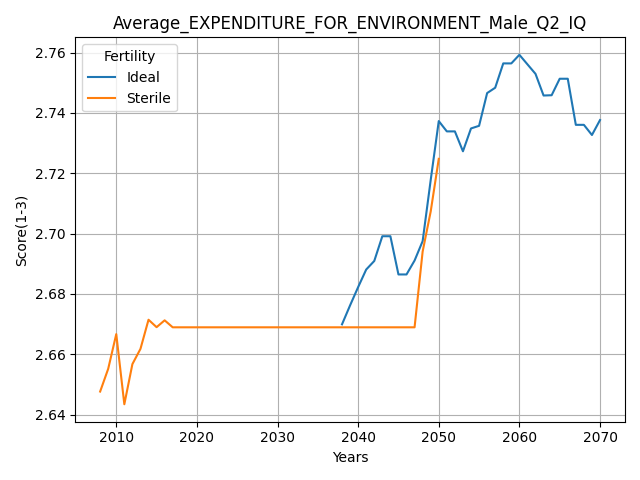 Average_EXPENDITURE_FOR_ENVIRONMENT_Male_Q2_IQ
Fertility
Ideal
Sterile
2.76
2.74
2.72
2.70
2.68
2.66
2.64
Score(1-3)
2010 2020 2030 2040 2050 2060 2070
Years